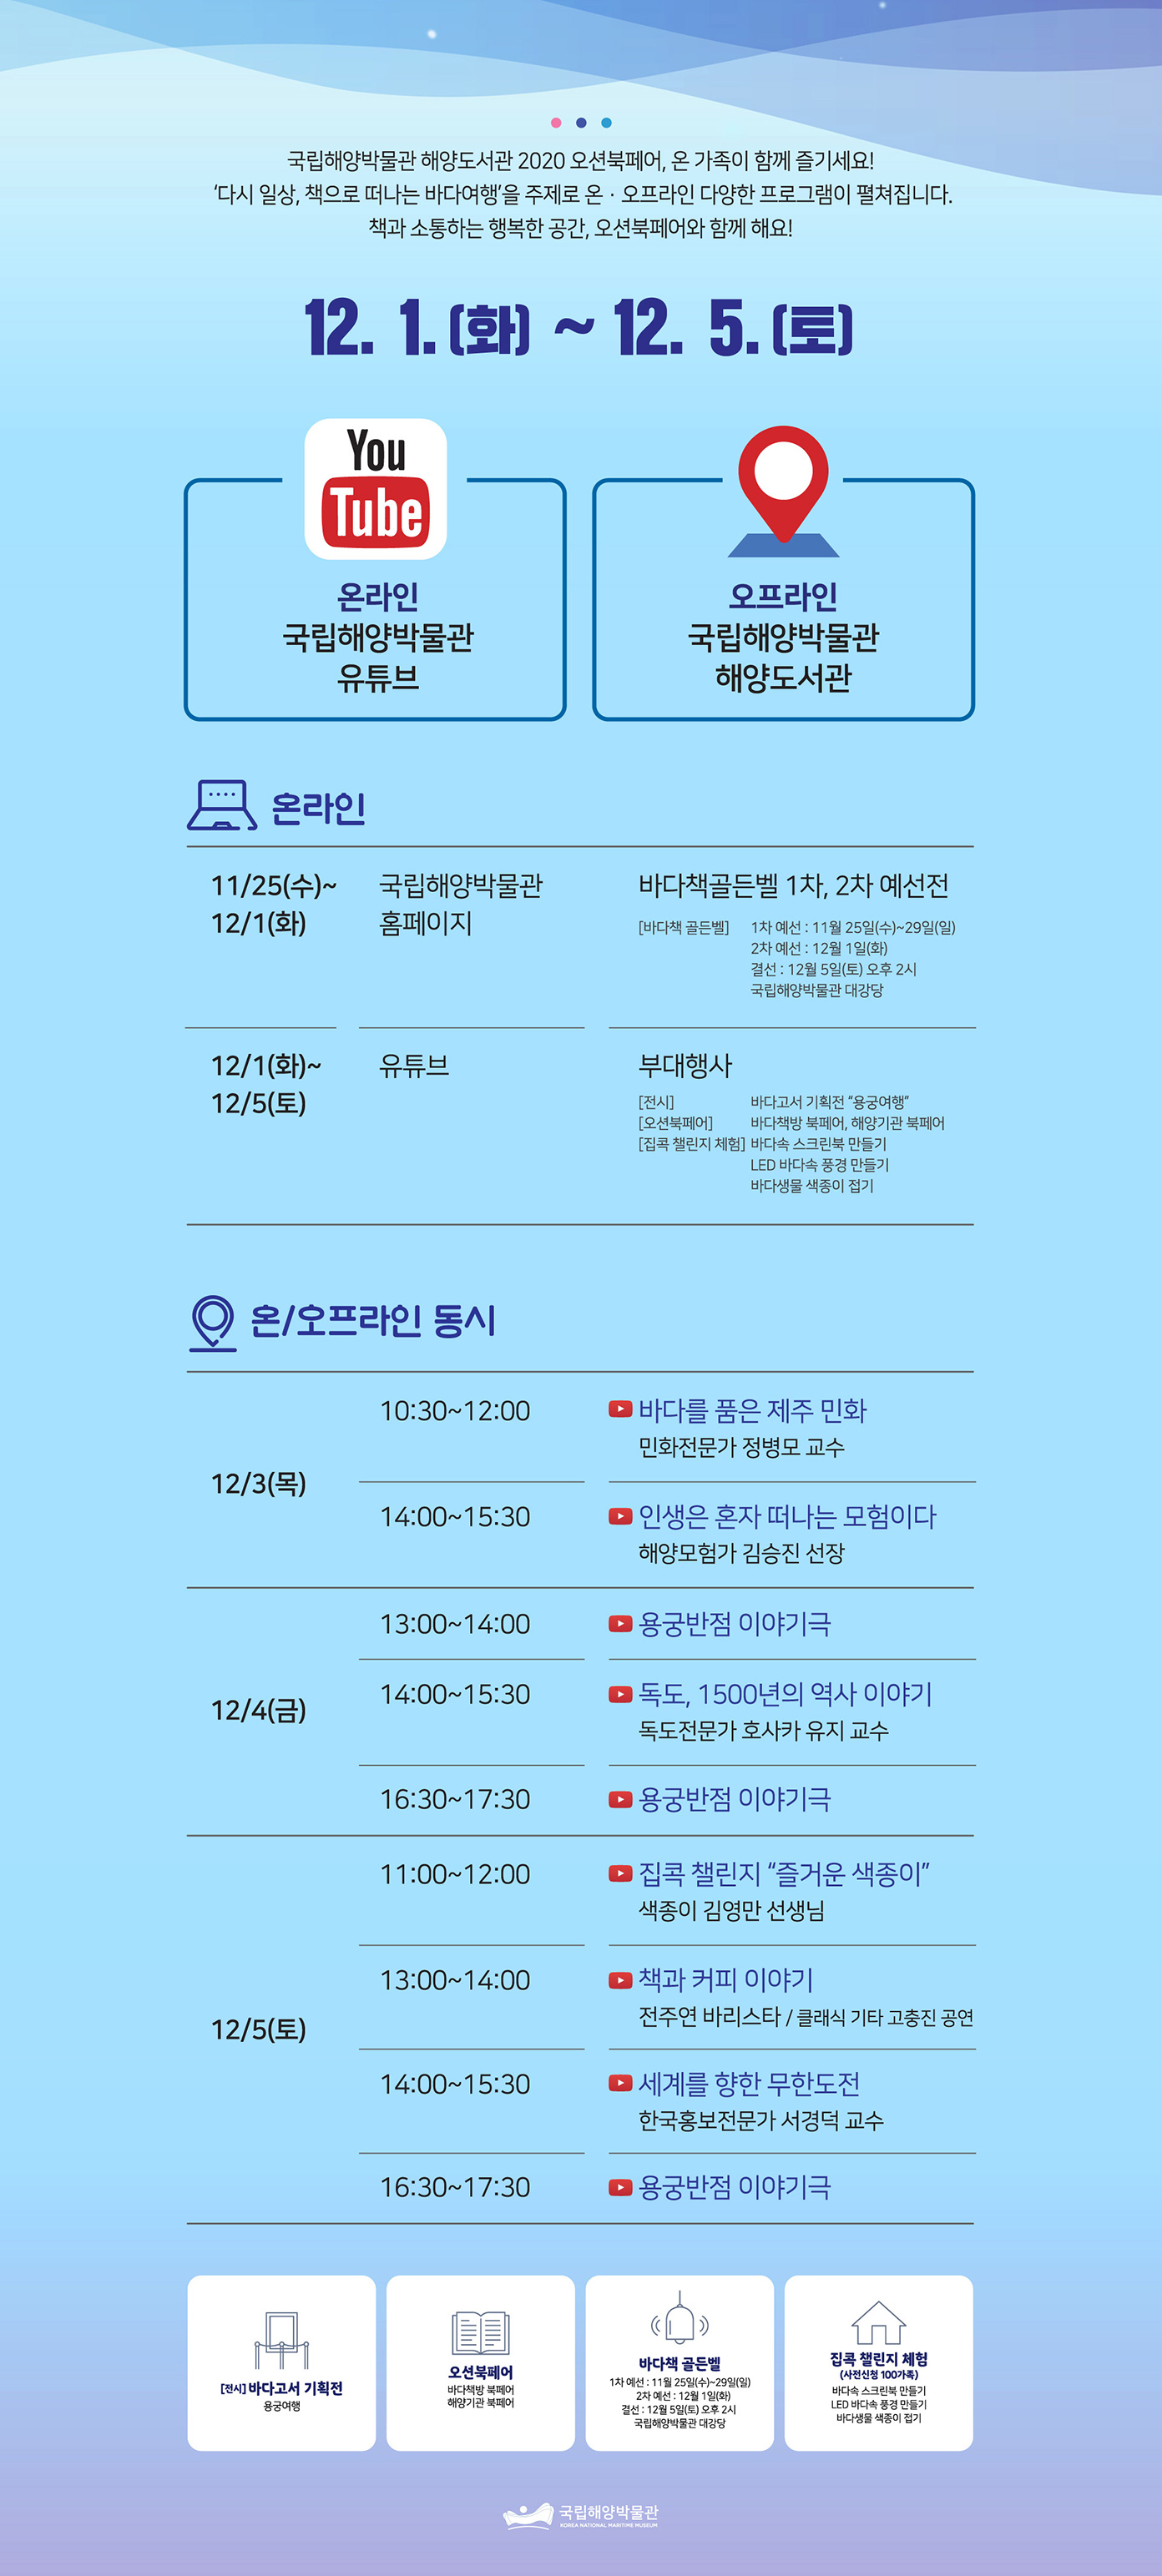 국립해양박물관 해양도서관 2020 오션북페어, 온 가족이 함께 즐기세요!
‘다시 일상, 책으로 떠나는 바다여행’을 주제로 온 · 오프라인 다양한 프로그램이 펼쳐집니다.
책과 소통하는 행복한 공간, 오션북페어와 함께 해요!
12. 1.(화) ~ 12. 5.(토)
You
Tube
온라인
국립해양박물관
유튜브
오프라인
국립해양박물관
해양도서관
온라인
11/25(수)~
12/1(화)
국립해양박물관
홈페이지
바다책골든벨 1차, 2차 예선전
[바다책 골든벨] 1차 예선 : 11월 25일(수)~29일(일)
2차 예선 : 12월 1일(화)
결선 : 12월 5일(토) 오후 2시
국립해양박물관 대강당
12/1(화)~
12/5(토)
유튜브
부대행사
[전시] 바다고서 기획전 “용궁여행”
[오션북페어] 바다책방 북페어, 해양기관 북페어
[집콕 챌린지 체험] 바다속 스크린북 만들기
LED 바다속 풍경 만들기
바다생물 색종이 접기
온/오프라인 동시
12/3(목)
10:30~12:00
바다를 품은 제주 민화
민화전문가 정병모 교수
14:00~15:30
인생은 혼자 떠나는 모험이다
해양모험가 김승진 선장
12/4(금)
13:00~14:00
용궁반점 이야기극
14:00~15:30
독도, 1500년의 역사 이야기
독도전문가 호사카 유지 교수
16:30~17:30
용궁반점 이야기극
12/5(토)
11:00~12:00
집콕 챌린지 “즐거운 색종이”
색종이 김영만 선생님
13:00~14:00
책과 커피 이야기
전주연 바리스타 / 클래식 기타 고충진 공연
14:00~15:30
세계를 향한 무한도전
한국홍보전문가 서경덕 교수
16:30~17:30
용궁반점 이야기극
[전시] 바다고서 기획전
용궁여행
오션북페어
바다책방 북페어
해양기관 북페어
바다책 골든벨
1차 예선 : 11월 25일(수)~29일(일)
2차 예선 : 12월 1일(화)
결선 : 12월 5일(토) 오후 2시
국립해양박물관 대강당
집콕 챌린지 체험
(사전신청 100가족)
바다속 스크린북 만들기
LED 바다속 풍경 만들기
바다생물 색종이 접기
국립해양박물관
KOREA NATIONAL MARITIME MUSEUM